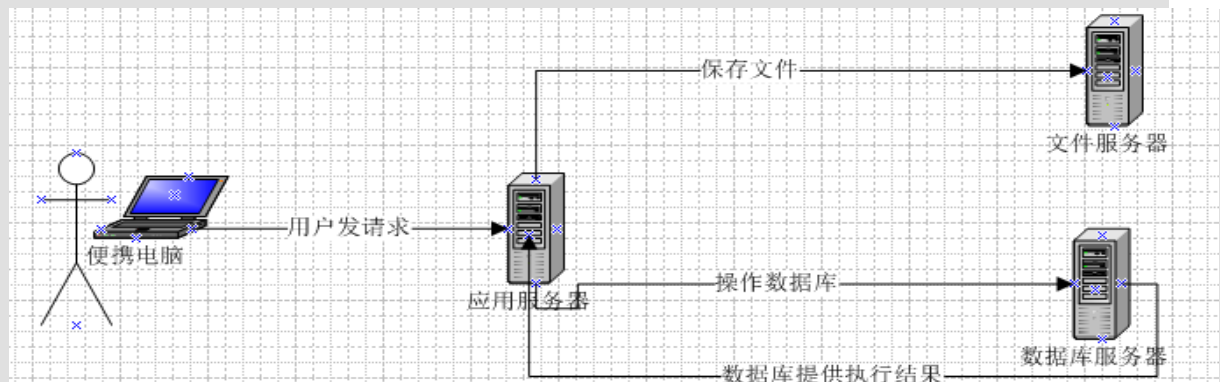 保存文件
文件服务器
用户发请求
便携电脑
应用服务器
操作数据库
数据库服务器
数据库提供执行结果